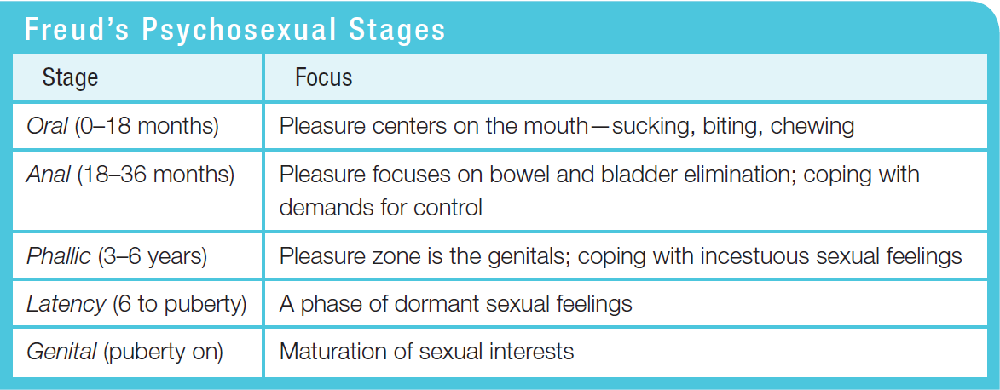 Freud's Psychosexual Stages
Stage
Focus
Oral (0–18 months)
Pleasure centers on the mouth—sucking, biting, chewing
Anal (18–36 months)
Pleasure focuses on bowel and bladder elimination; coping with
demands for control
Phallic (3–6 years)
Pleasure zone is the genitals; coping with incestuous sexual feelings
Latency (6 to puberty)
A phase of dormant sexual feelings
Genital (puberty on)
Maturation of sexual interests